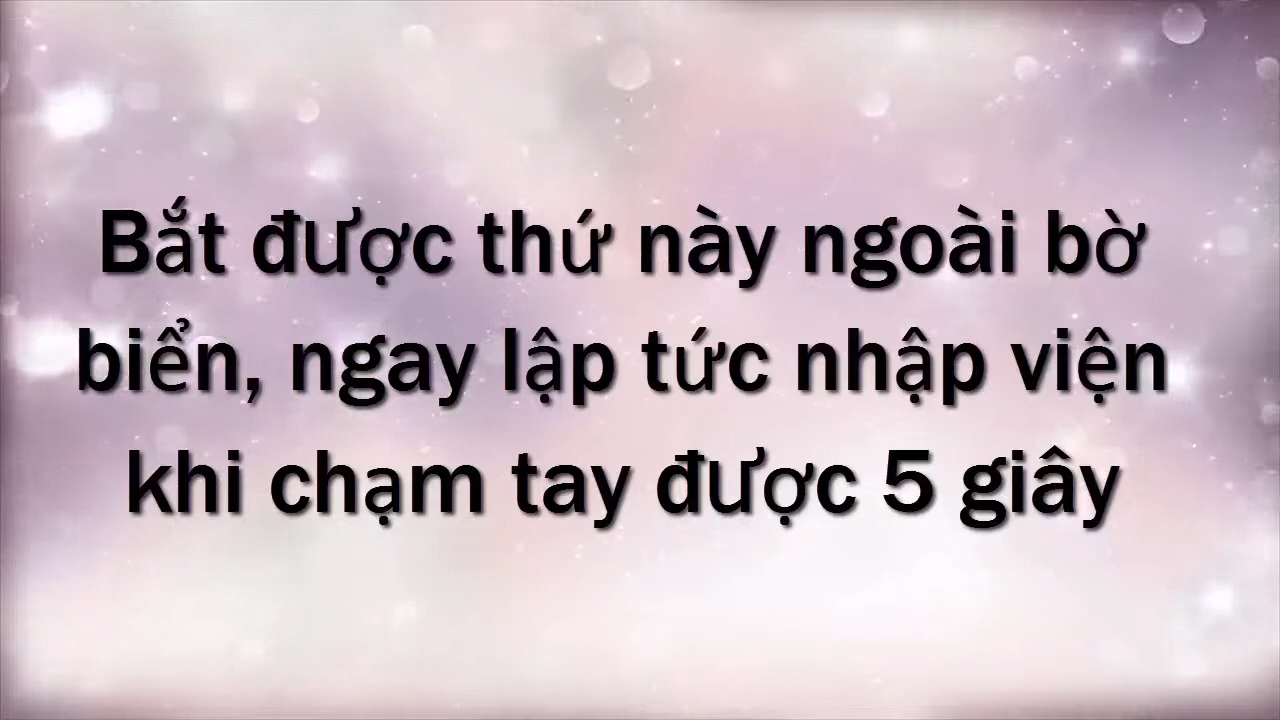 Bắt được thứ này ngoài bờ
biển, ngay lập tức nhập viện
khi chạm tay được 5 giây